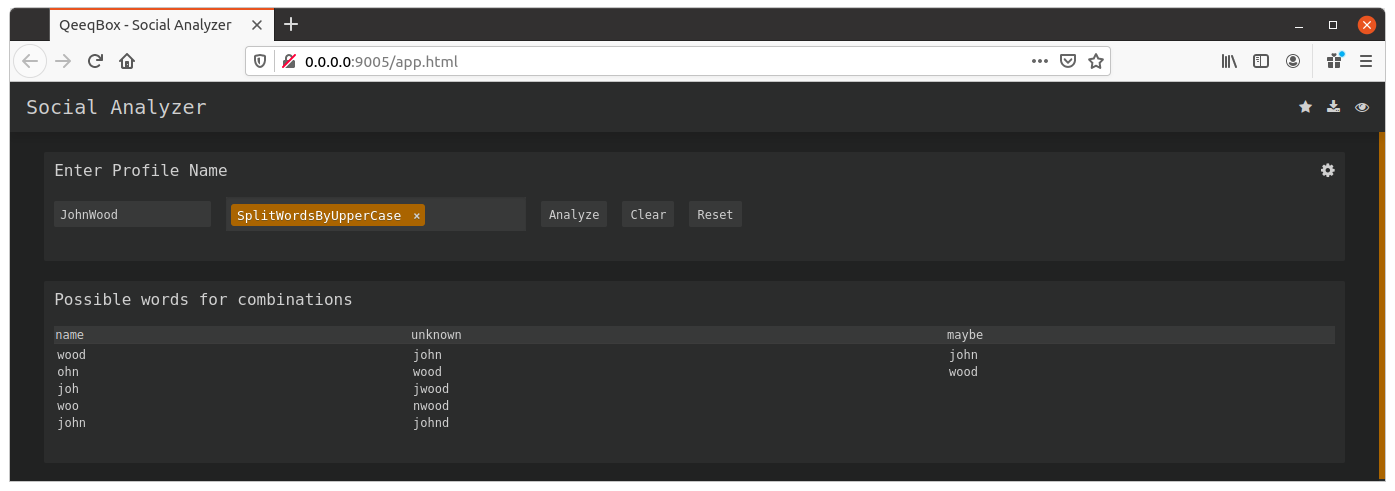 QeeqBox - Social Analyzer
0.0.0.0:9005/app.html
Social Analyzer
Enter Profile Name
JohnWood SplitWordsByUpperCase × Analyze Clear Reset
Possible words for combinations
name unknown maybe
wood john john
ohn wood wood
joh jwood
woo nwood
john johnd